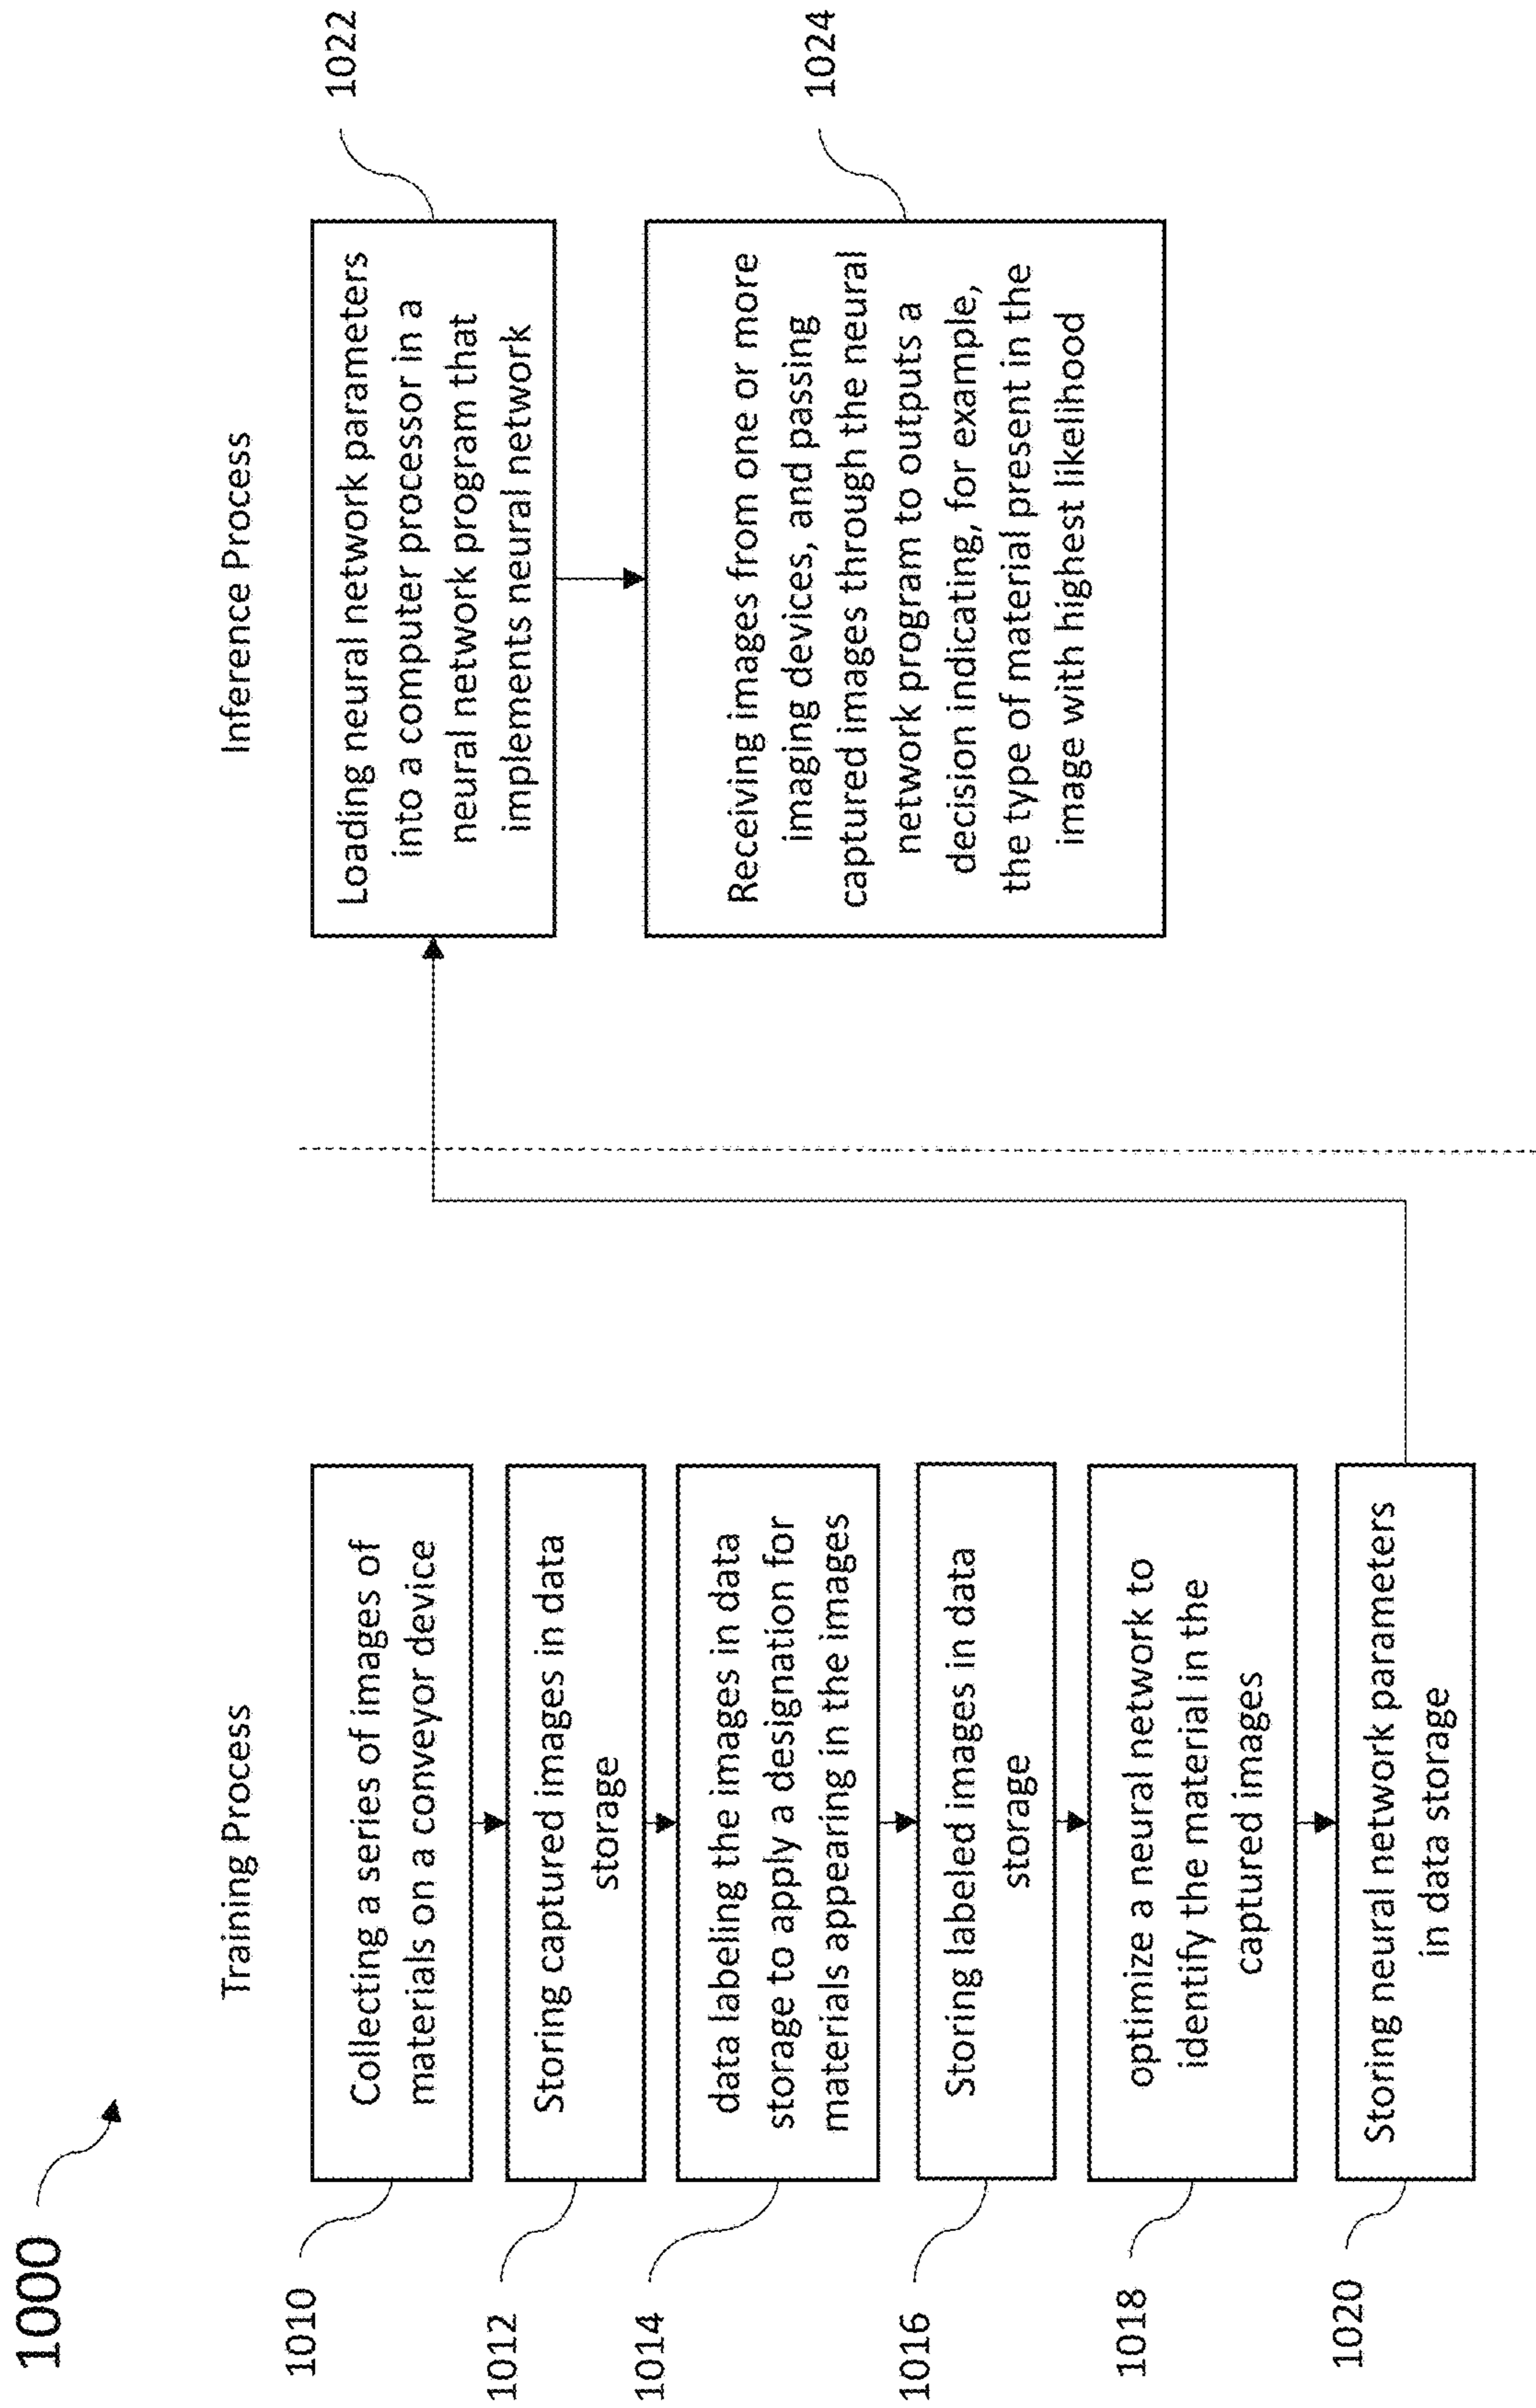 1000
Training Process
1010
Collecting a series of images of
materials on a conveyor device
1012
Storing captured images in data
storage
1014
data labeling the images in data
storage to apply a designation for
materials appearing in the images
1016
Storing labeled images in data
storage
1018
optimize a neural network to
identify the material in the
captured images
1020
Storing neural network parameters
in data storage
Inference Process
Loading neural network parameters
into a computer processor in a
neural network program that
implements neural network
1022
Receiving images from one or more
imaging devices, and passing
captured images through the neural
network program to outputs a
decision indicating, for example,
the type of material present in the
image with highest likelihood
1024